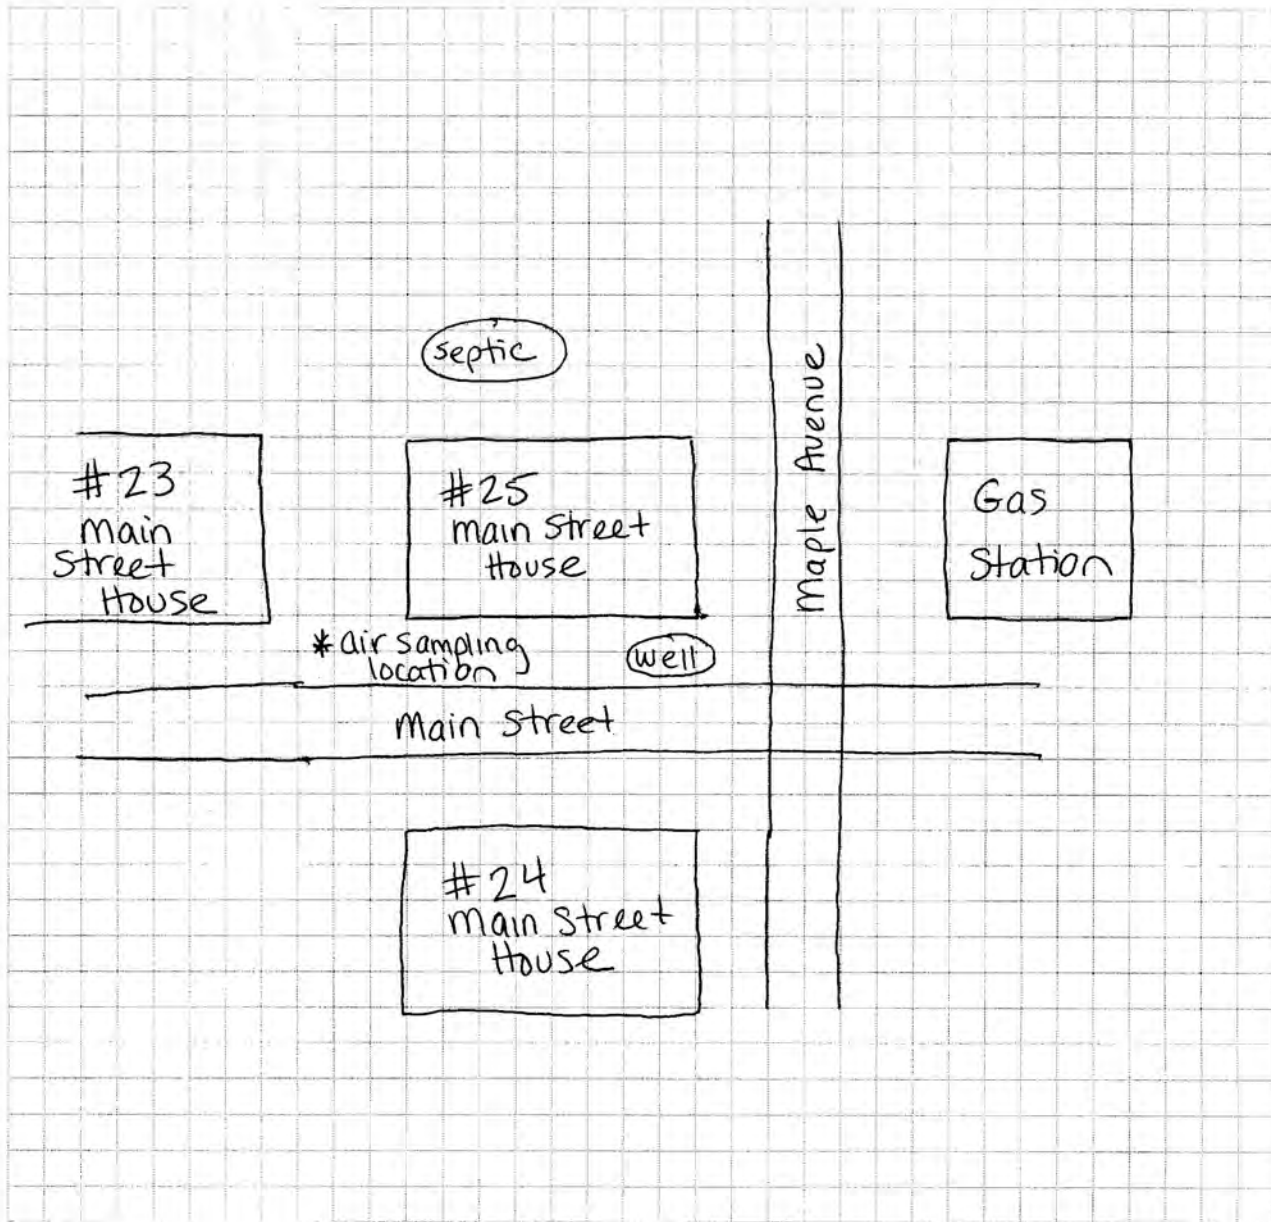 septic
Maple Avenue
#23
main
Street
House
#25
main street
House
Gas
Station
* air sampling
location
well
main street
#24
main street
House